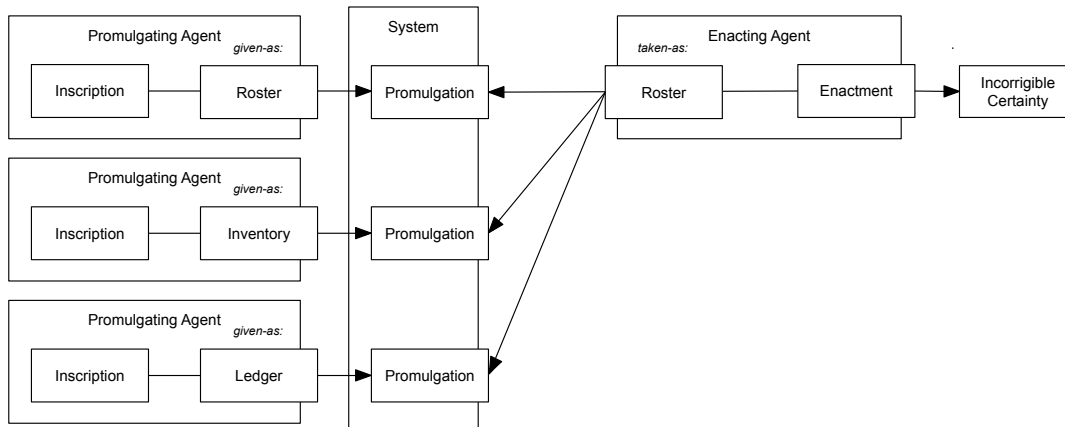 Promulgating Agent
given-as:
Inscription
Roster
System
Promulgation
taken-as:
Enacting Agent
Roster
Enactment
Incorrigible
Certainty
Promulgating Agent
given-as:
Inscription
Inventory
Promulgation
Promulgating Agent
given-as:
Inscription
Ledger
Promulgation